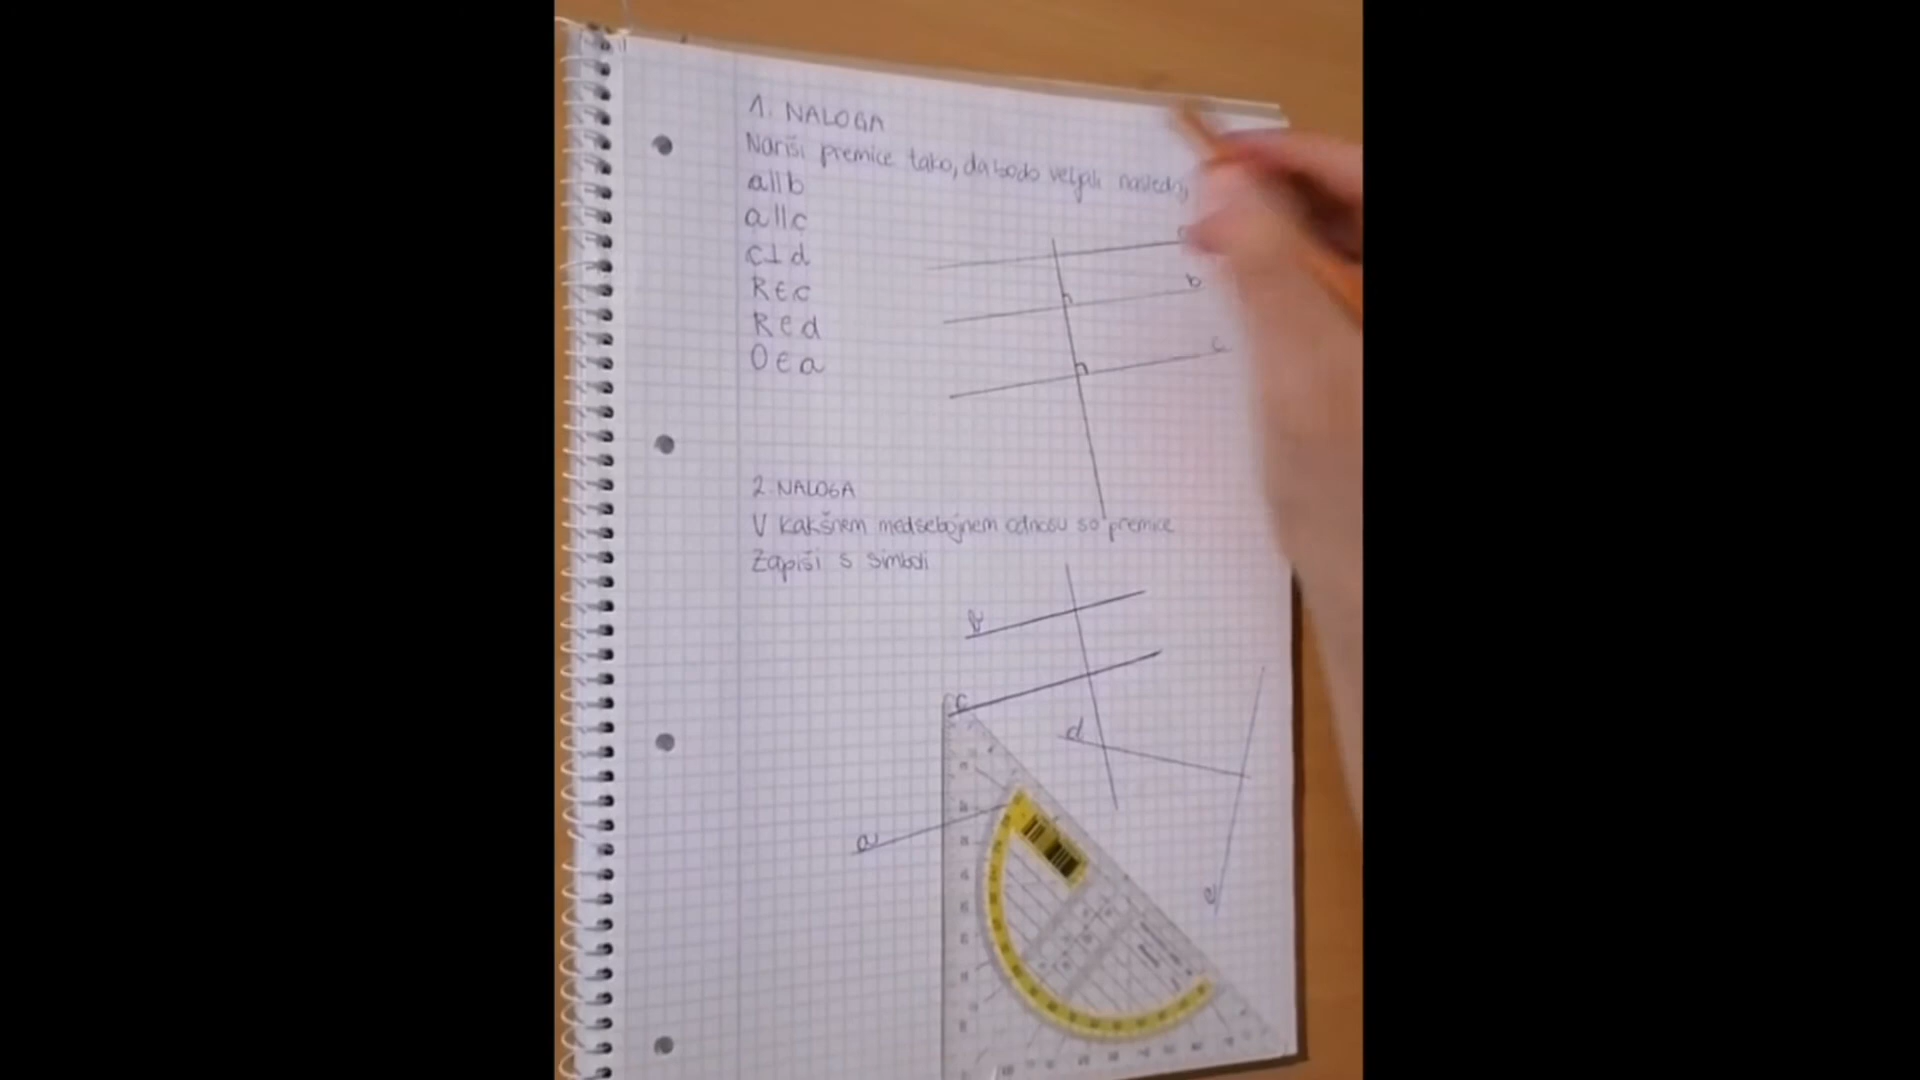 1. NALOGA
Nariši premice tako, da bodo veljali
a||b
a||c
c⊥d
R∈c
R∈d
O∈a
b
c
2. NALOGA
V kakšnem medsebojnem odnosu so premice
Zapiši s simboli
b
c
d
a
e